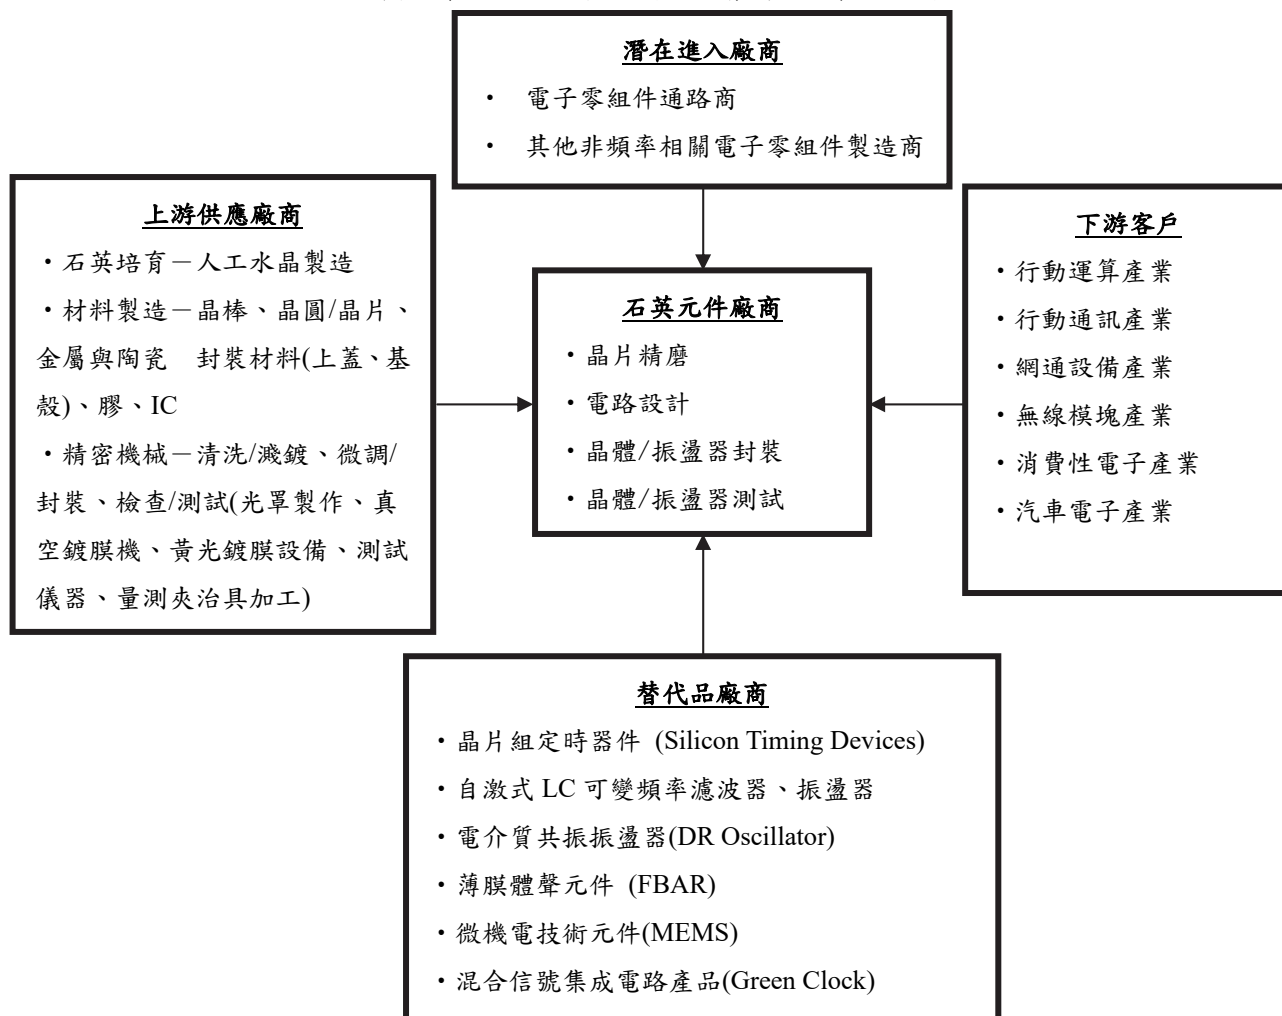 潛在進入廠商
· 電子零組件通路商
· 其他非頻率相關電子零組件製造商
上游供應廠商
·石英培育－人工水晶製造
·材料製造－晶棒、晶圓/晶片、
金屬與陶瓷 封裝材料(上蓋、基
殼)、膠、IC
·精密機械－清洗/濺鍍、微調/
封裝、檢查/測試(光罩製作、真
空鍍膜機、黃光鍍膜設備、測試
儀器、量測夾治具加工)
石英元件廠商
·晶片精磨
·電路設計
·晶體/振盪器封裝
·晶體/振盪器測試
下游客戶
·行動運算產業
·行動通訊產業
·網通設備產業
·無線模塊產業
·消費性電子產業
·汽車電子產業
替代品廠商
·晶片組定時器件 (Silicon Timing Devices)
·自激式 LC 可變頻率濾波器、振盪器
·電介質共振振盪器(DR Oscillator)
·薄膜體聲元件 (FBAR)
·微機電技術元件(MEMS)
·混合信號集成電路產品(Green Clock)